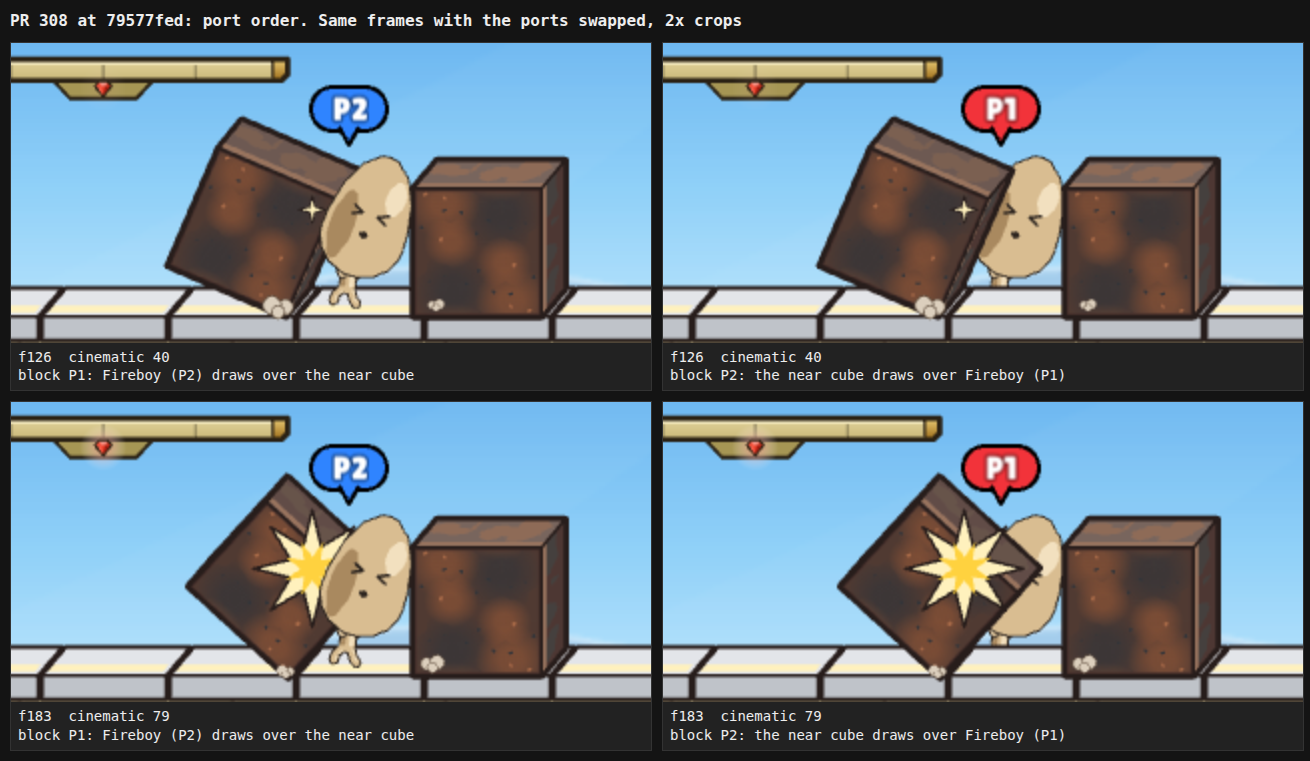 PR 308 at 79577fed: port order. Same frames with the ports swapped, 2x crops
P2
P1
f126  cinematic 40
block P1: Fireboy (P2) draws over the near cube
f126  cinematic 40
block P2: the near cube draws over Fireboy (P1)
P2
P1
f183  cinematic 79
block P1: Fireboy (P2) draws over the near cube
f183  cinematic 79
block P2: the near cube draws over Fireboy (P1)